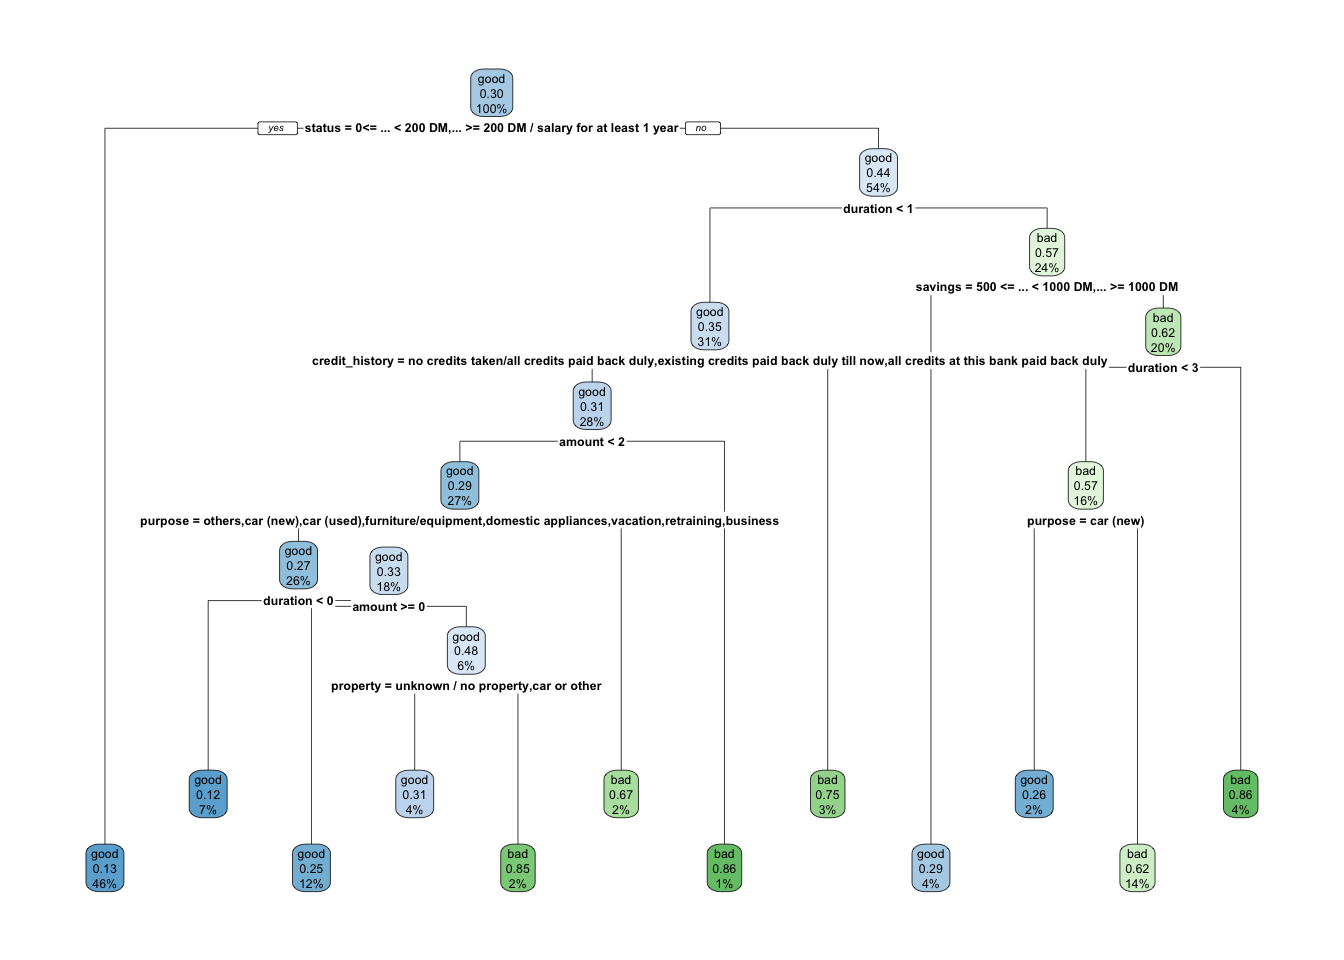 good
0.30
100%
yes
status = 0<= ... < 200 DM,... >= 200 DM / salary for at least 1 year
no
good
0.44
54%
duration < 1
bad
0.57
24%
savings = 500 <= ... < 1000 DM,... >= 1000 DM
good
0.35
31%
bad
0.62
20%
credit_history = no credits taken/all credits paid back duly,existing credits paid back duly till now,all credits at this bank paid back duly
duration < 3
good
0.31
28%
amount < 2
good
0.29
27%
bad
0.57
16%
purpose = others,car (new),car (used),furniture/equipment,domestic appliances,vacation,retraining,business
purpose = car (new)
good
0.27
26%
good
0.33
18%
duration < 0
amount >= 0
good
0.48
6%
property = unknown / no property,car or other
good
0.12
7%
good
0.31
4%
bad
0.67
2%
bad
0.75
3%
good
0.26
2%
bad
0.86
4%
good
0.13
46%
good
0.25
12%
bad
0.85
2%
bad
0.86
1%
good
0.29
4%
bad
0.62
14%